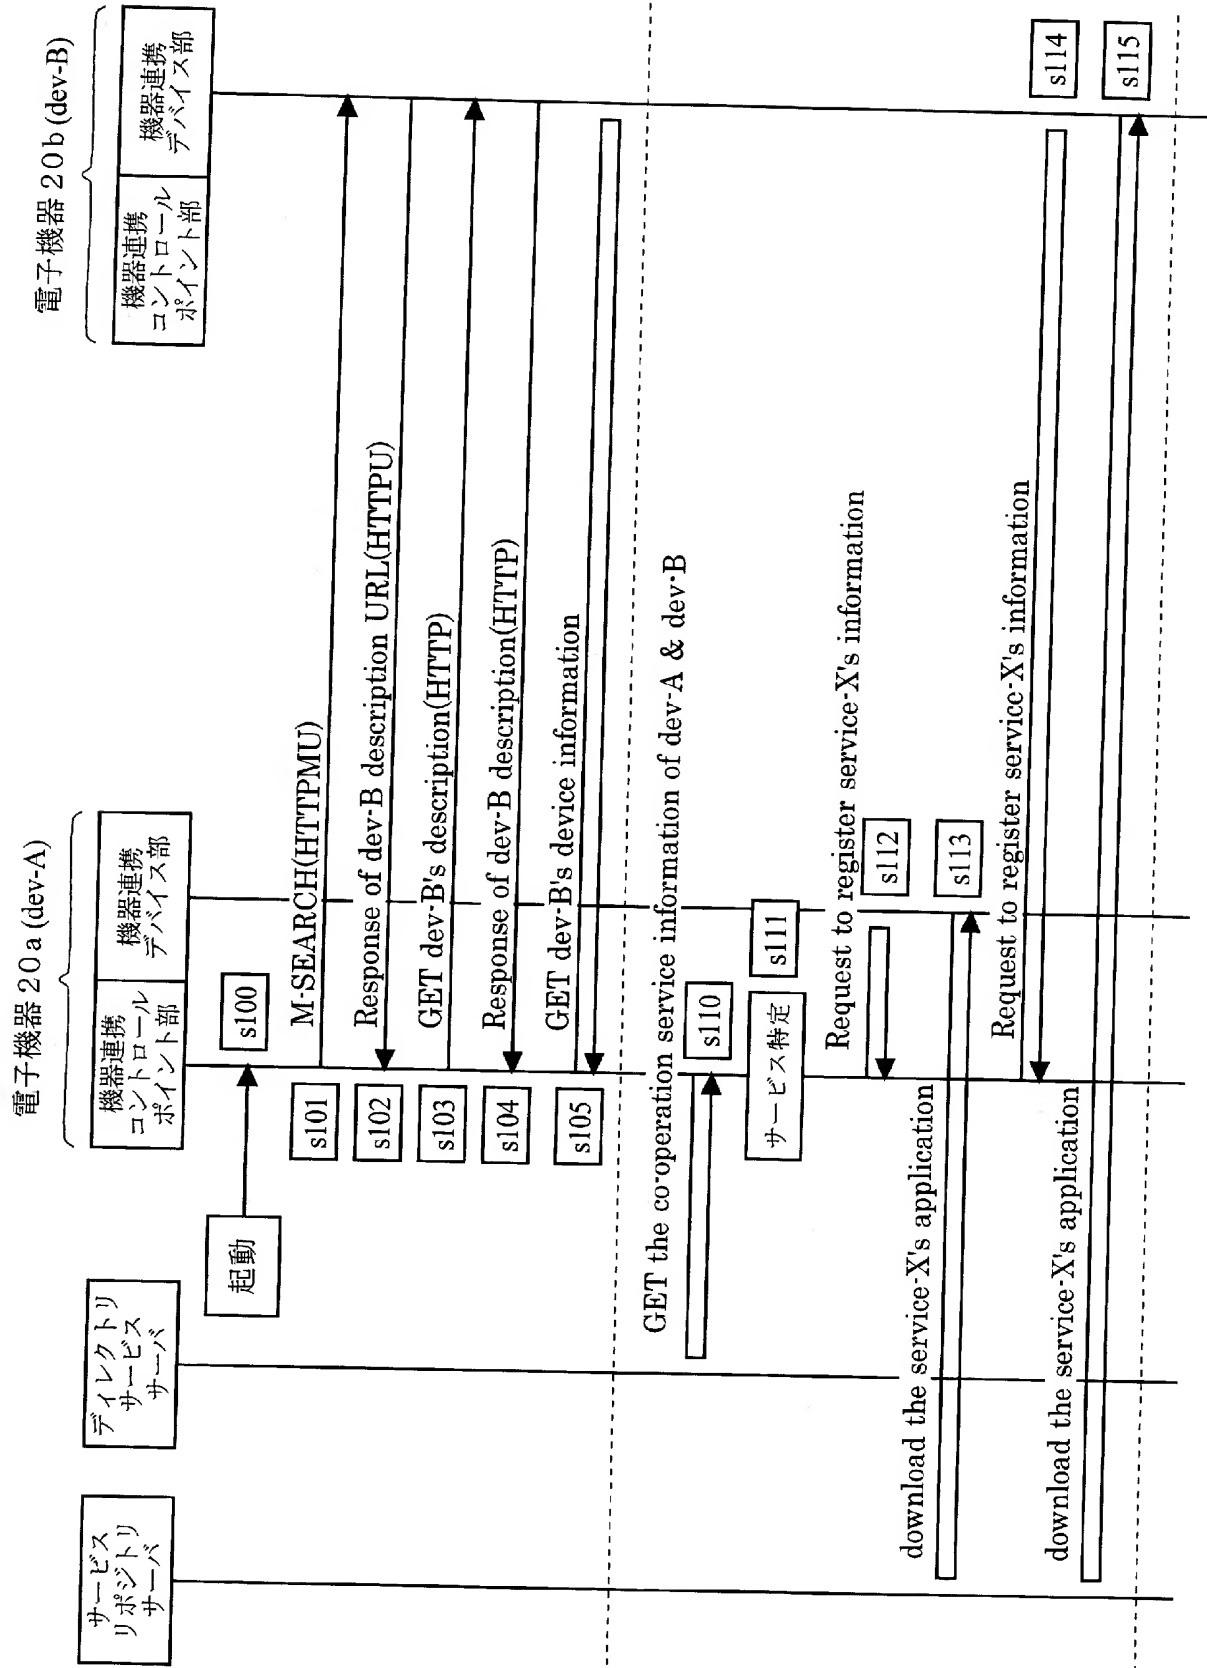 電子機器20a(dev-A)
電子機器20b(dev-B)
サービス
リポジトリ
サーバ
ディレクトリ
サービス
サーバ
機器連携
コントロール
ポイント部
機器連携
デバイス部
機器連携
コントロール
ポイント部
機器連携
デバイス部
起動
s100
s101
M-SEARCH(HTTPMU)
s102
Response of dev-B description URL(HTTPU)
s103
GET dev-B's description(HTTP)
s104
Response of dev-B description(HTTP)
s105
GET dev-B's device information
GET the co-operation service information of dev-A & dev-B
s110
サービス特定
s111
Request to register service-X's information
s112
download the service-X's application
s113
Request to register servicc-X's information
s114
download the service-X's application
s115